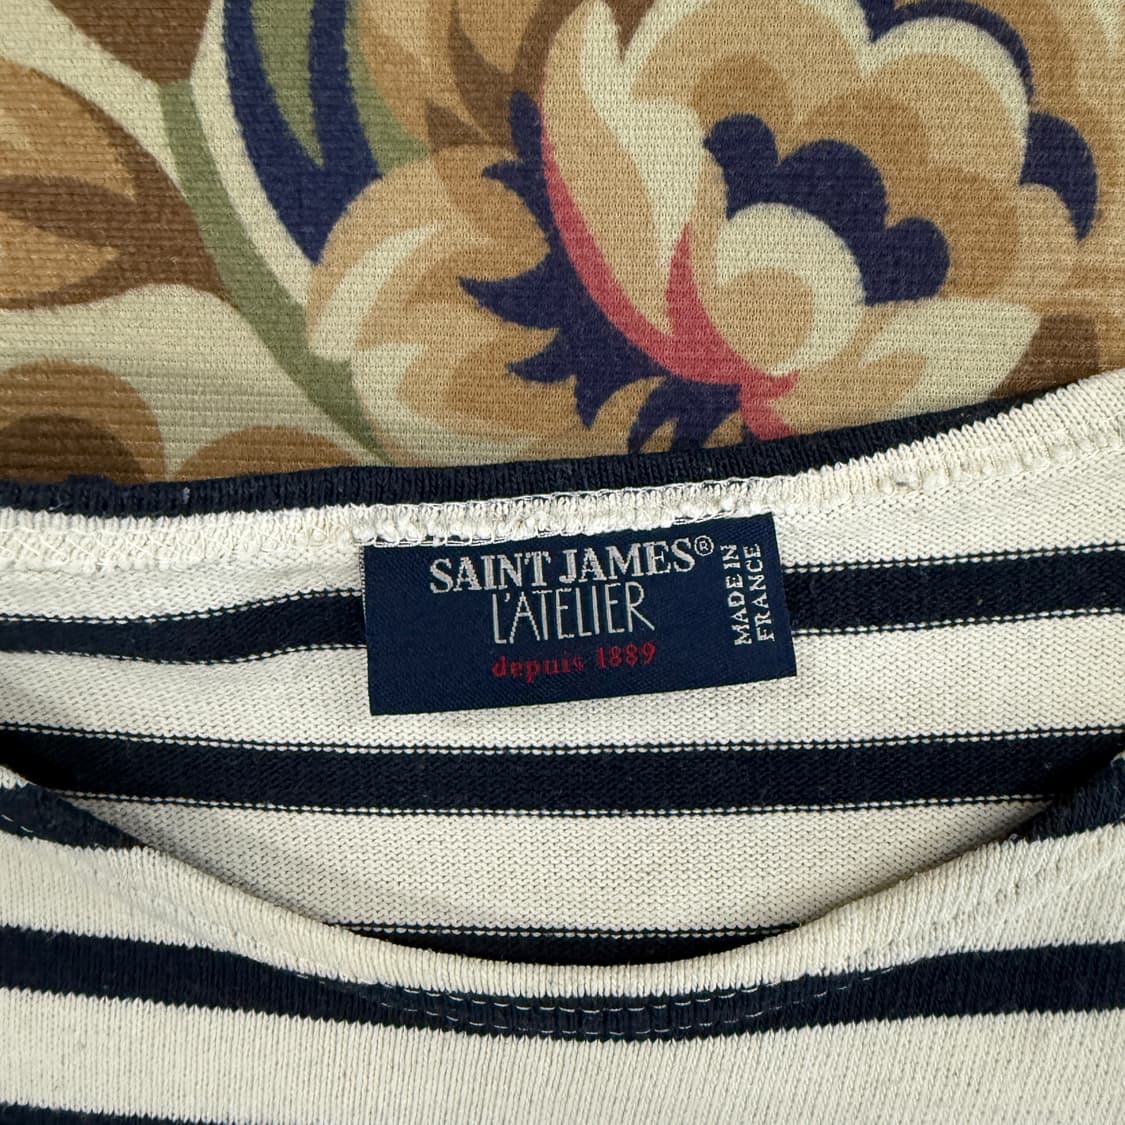 SAINT JAMES®
L'ATELIER
depuis 1889
MADE IN
FRANCE